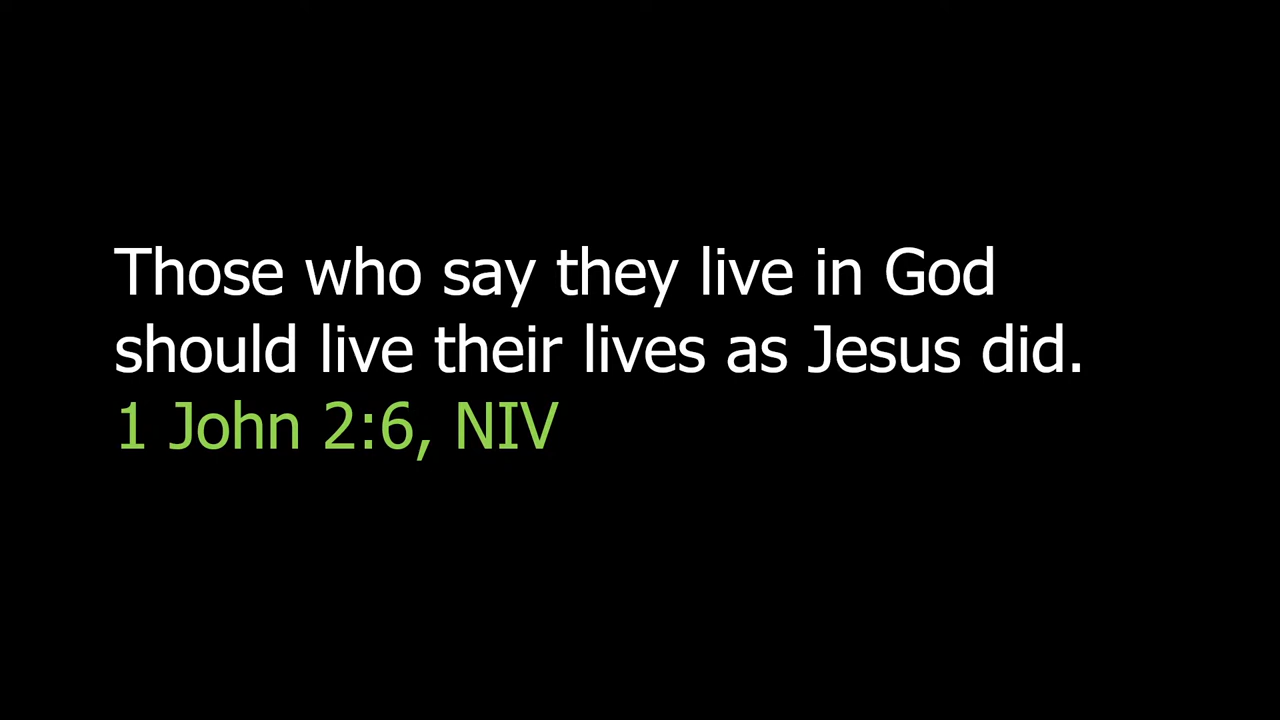 Those who say they live in God
should live their lives as Jesus did.
1 John 2:6, NIV